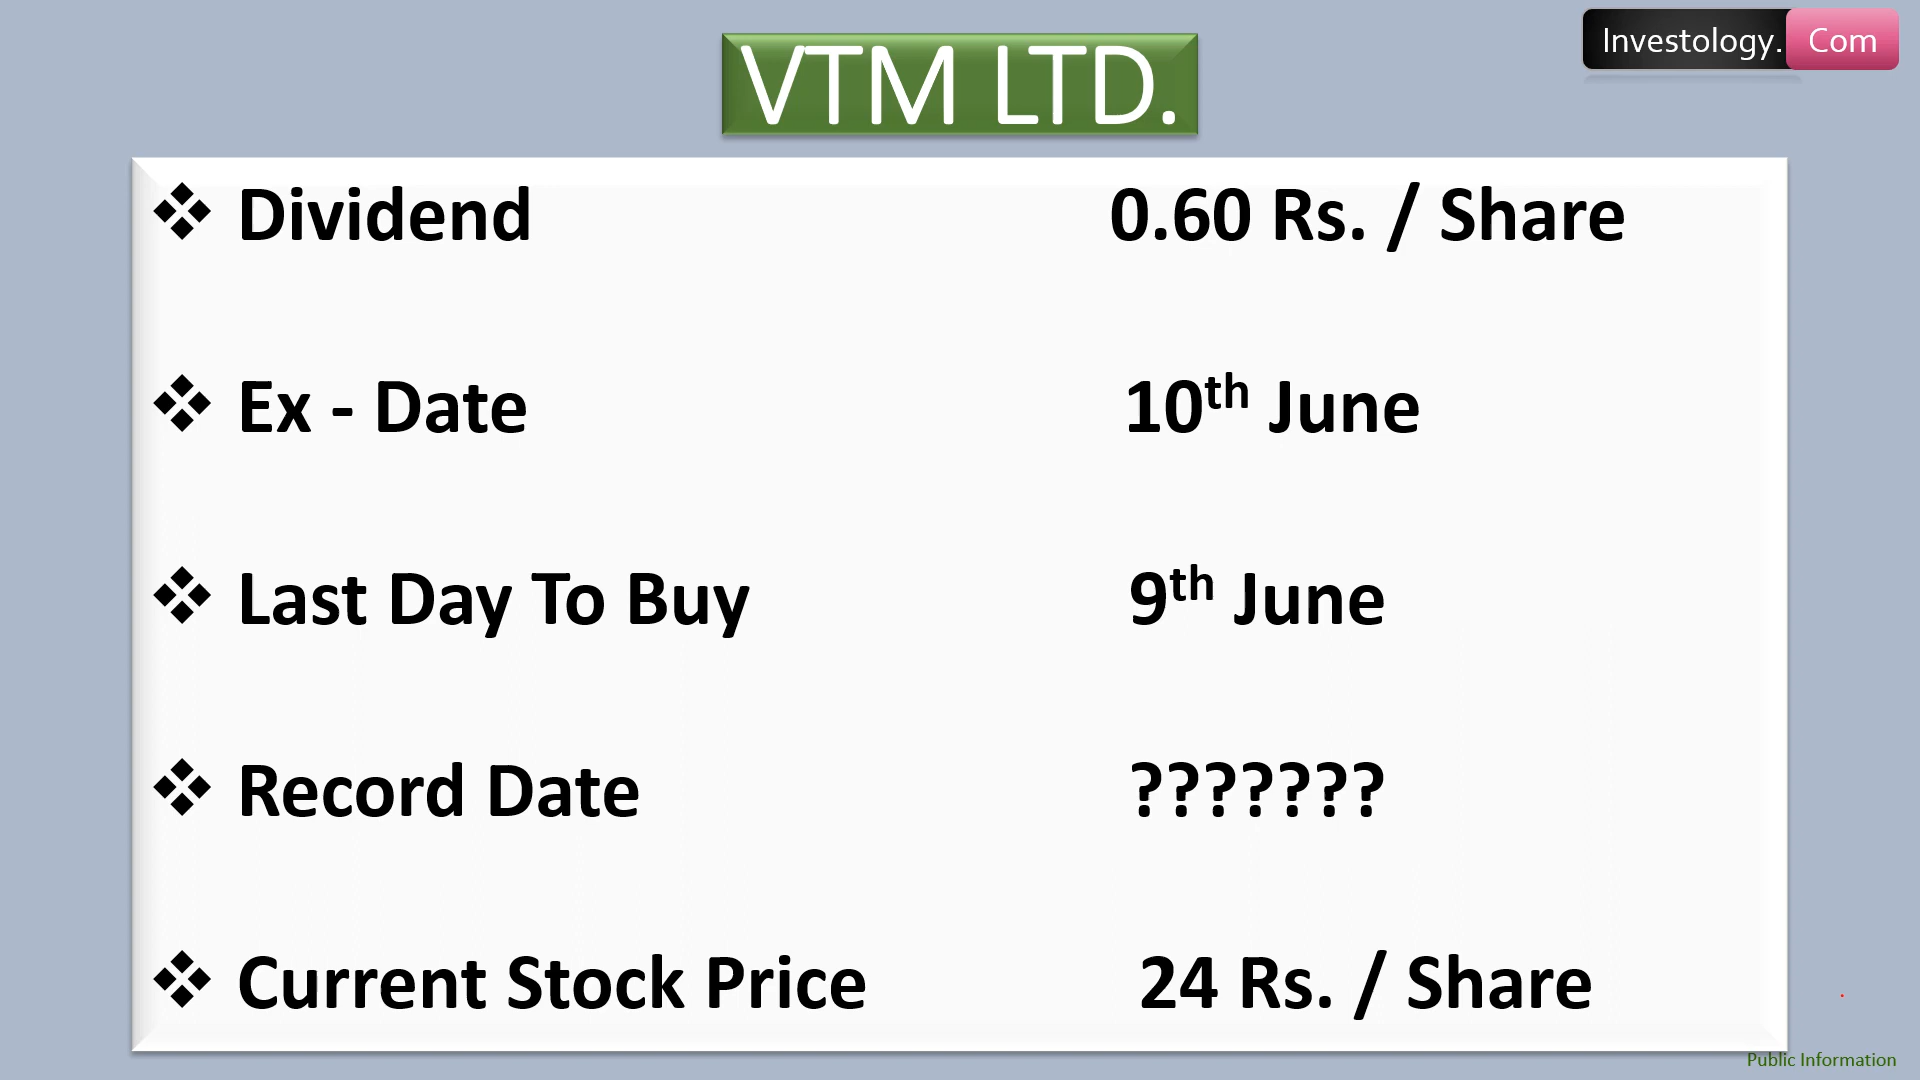 Investology. Com
VTM LTD.
❖ Dividend 0.60 Rs. / Share
❖ Ex - Date 10th June
❖ Last Day To Buy 9th June
❖ Record Date ???????
❖ Current Stock Price 24 Rs. / Share
Public Information